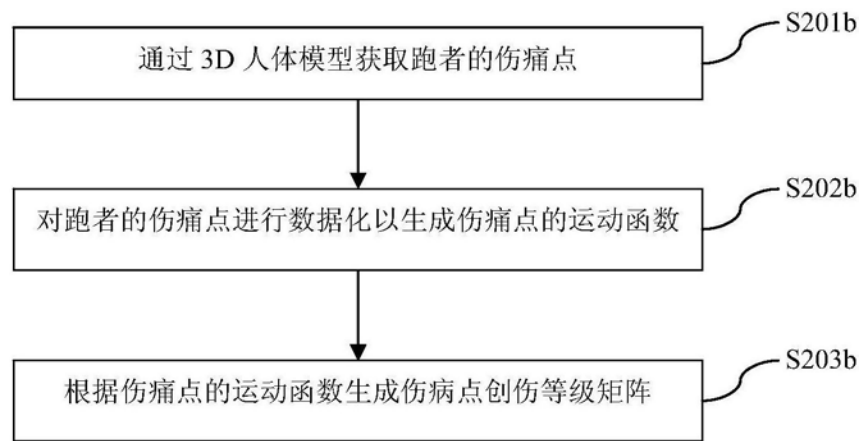 S201b
通过 3D 人体模型获取跑者的伤痛点
S202b
对跑者的伤痛点进行数据化以生成伤痛点的运动函数
S203b
根据伤痛点的运动函数生成伤病点创伤等级矩阵